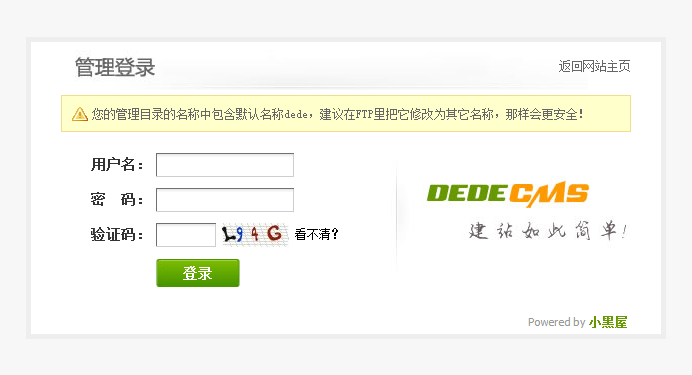 管理登录
返回网站主页
您的管理目录的名称中包含默认名称dede，建议在FTP里把它修改为其它名称，那样会更安全！
用户名：
密　码：
验证码：
L94G
看不清？
登录
DEDECMS
建站如此简单！
Powered by 小黑屋